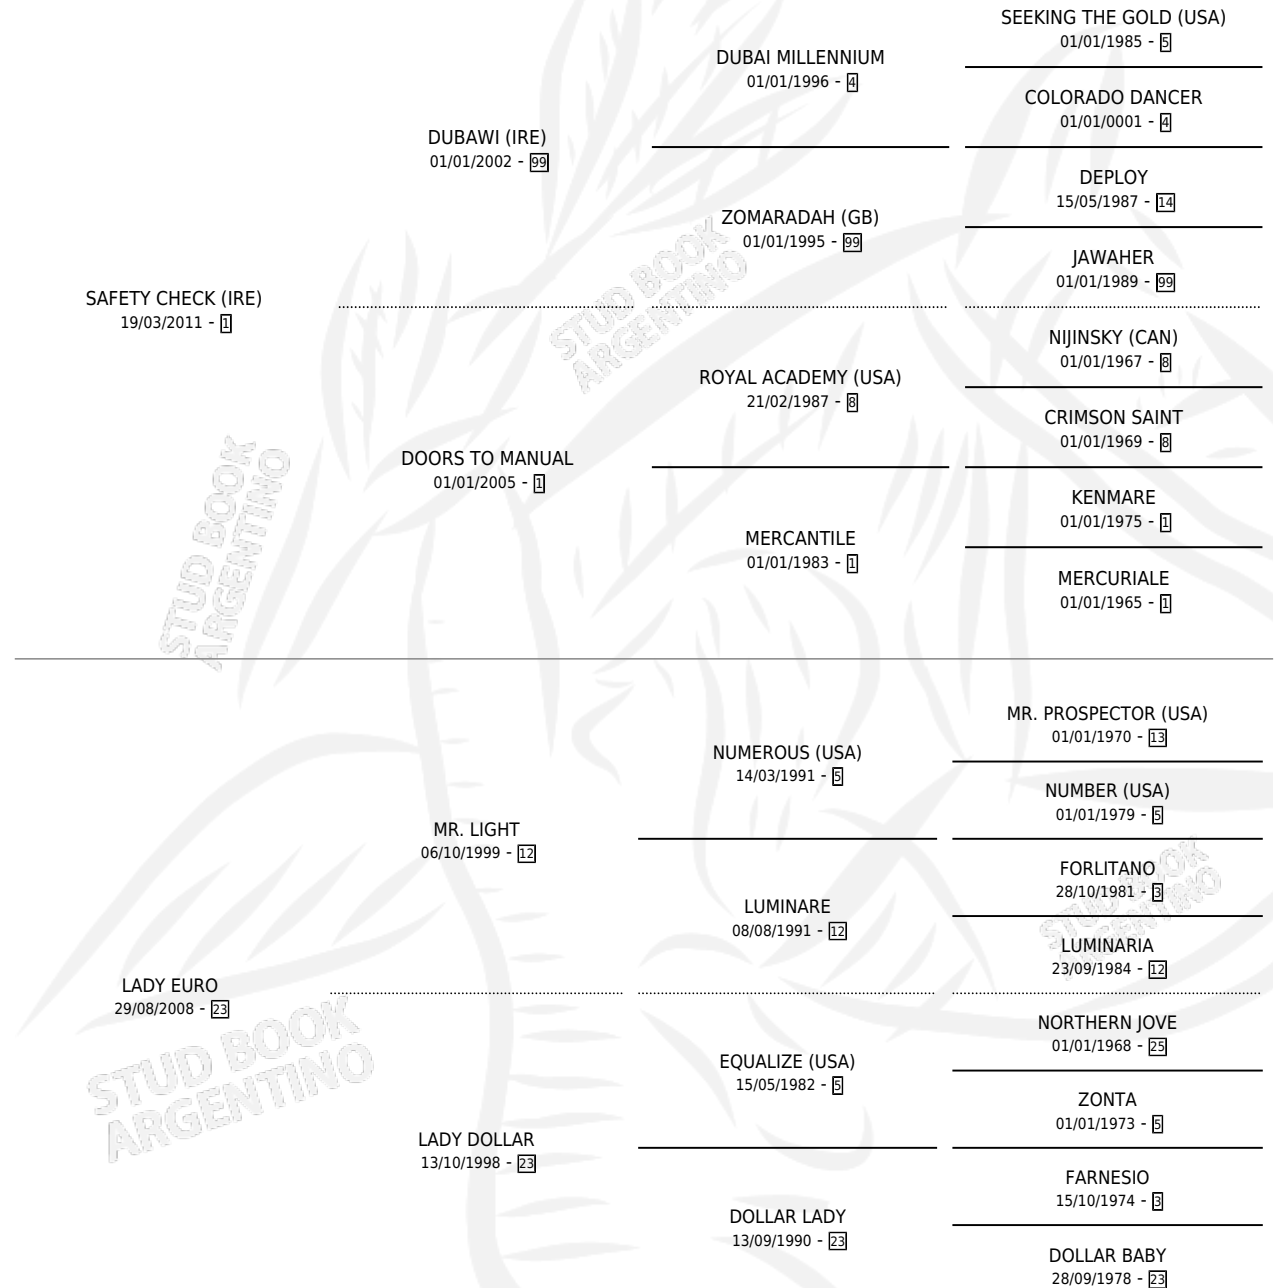 SEEKING THE GOLD (USA)
01/01/1985 - 5
DUBAI MILLENNIUM
01/01/1996 - 4
COLORADO DANCER
01/01/0001 - 4
DUBAWI (IRE)
01/01/2002 - 99
DEPLOY
15/05/1987 - 14
ZOMARADAH (GB)
01/01/1995 - 99
JAWAHER
01/01/1989 - 99
SAFETY CHECK (IRE)
19/03/2011 - 1
NIJINSKY (CAN)
01/01/1967 - 8
ROYAL ACADEMY (USA)
21/02/1987 - 8
CRIMSON SAINT
01/01/1969 - 8
DOORS TO MANUAL
01/01/2005 - 1
KENMARE
01/01/1975 - 1
MERCANTILE
01/01/1983 - 1
MERCURIALE
01/01/1965 - 1
MR. PROSPECTOR (USA)
01/01/1970 - 13
NUMEROUS (USA)
14/03/1991 - 5
NUMBER (USA)
01/01/1979 - 5
MR. LIGHT
06/10/1999 - 12
FORLITANO
28/10/1981 - 3
LUMINARE
08/08/1991 - 12
LUMINARIA
23/09/1984 - 12
LADY EURO
29/08/2008 - 23
NORTHERN JOVE
01/01/1968 - 25
EQUALIZE (USA)
15/05/1982 - 5
ZONTA
01/01/1973 - 5
LADY DOLLAR
13/10/1998 - 23
FARNESIO
15/10/1974 - 3
DOLLAR LADY
13/09/1990 - 23
DOLLAR BABY
28/09/1978 - 23
STUD BOOK
ARGENTINO
STUD BOOK
ARGENTINO
STUD BOOK
ARGENTINO
STUD BOOK
ARGENTINO